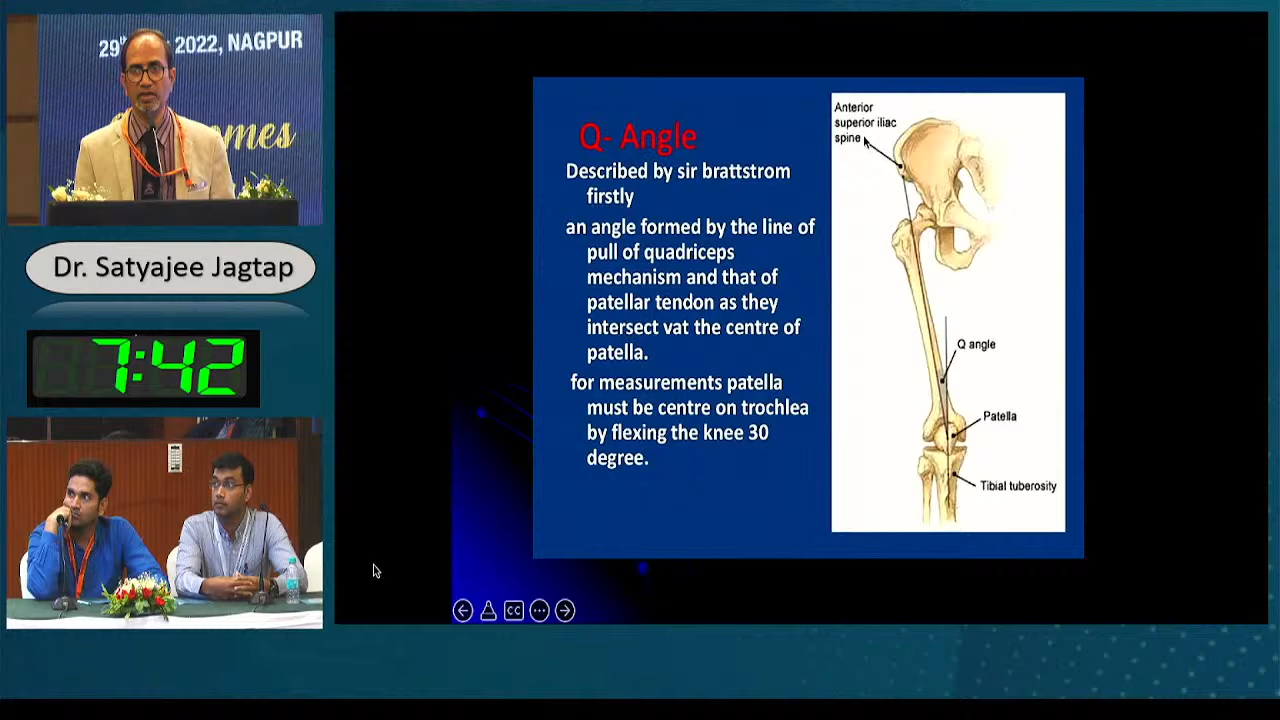 29th 2022, NAGPUR
omes
Dr. Satyajee Jagtap
7:42
Q- Angle
Described by sir brattstrom
firstly
an angle formed by the line of
pull of quadriceps
mechanism and that of
patellar tendon as they
intersect vat the centre of
patella.
for measurements patella
must be centre on trochlea
by flexing the knee 30
degree.
Anterior
superior iliac
spine
Q angle
Patella
Tibial tuberosity
CC